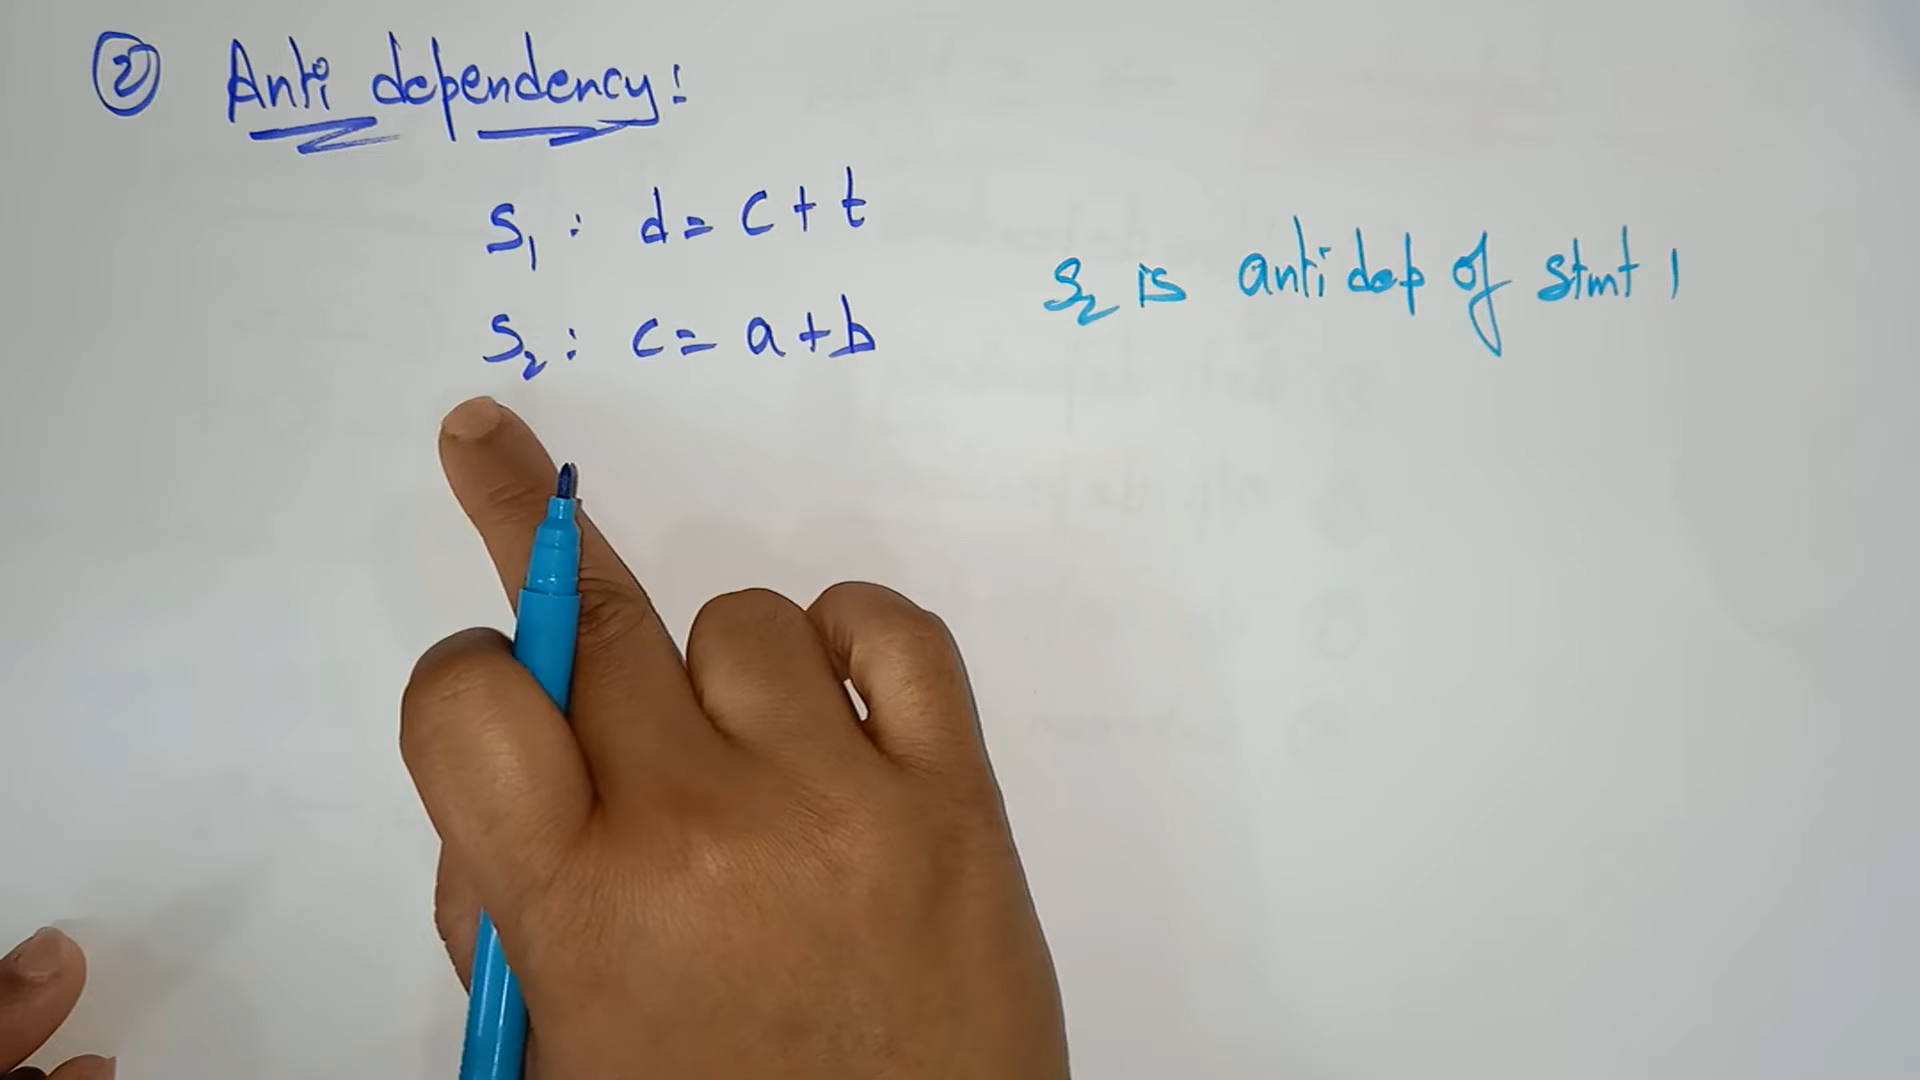 ② Anti dependency:
S₁ : d = c + t
S₂ : c = a + b
S₂ is anti dep of stmt 1